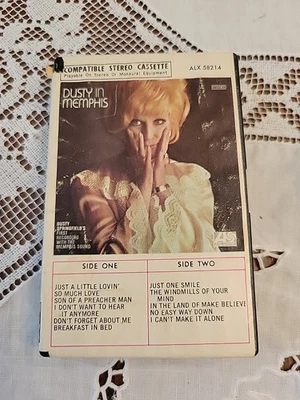 COMPATIBLE STEREO CASSETTE
ALX 58214
Playable On Stereo Or Monaural Equipment
DUSTY IN
MEMPHIS
DUSTY
SPRINGFIELD'S
FIRST
RECORDING
WITH THE
MEMPHIS SOUND
SIDE ONE
JUST A LITTLE LOVIN'
SO MUCH LOVE
SON OF A PREACHER MAN
I DON'T WANT TO HEAR
IT ANYMORE
DON'T FORGET ABOUT ME
BREAKFAST IN BED
SIDE TWO
JUST ONE SMILE
THE WINDMILLS OF YOUR
MIND
IN THE LAND OF MAKE BELIEVE
NO EASY WAY DOWN
I CAN'T MAKE IT ALONE